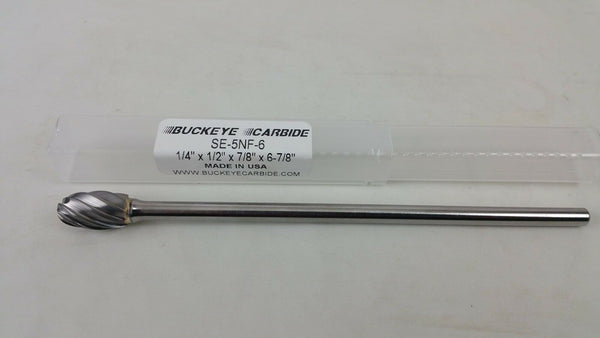 BUCKEYE CARBIDE
SE-5NF-6
1/4" x 1/2" x 7/8" x 6-7/8"
MADE IN USA
WWW.BUCKEYECARBIDE.COM